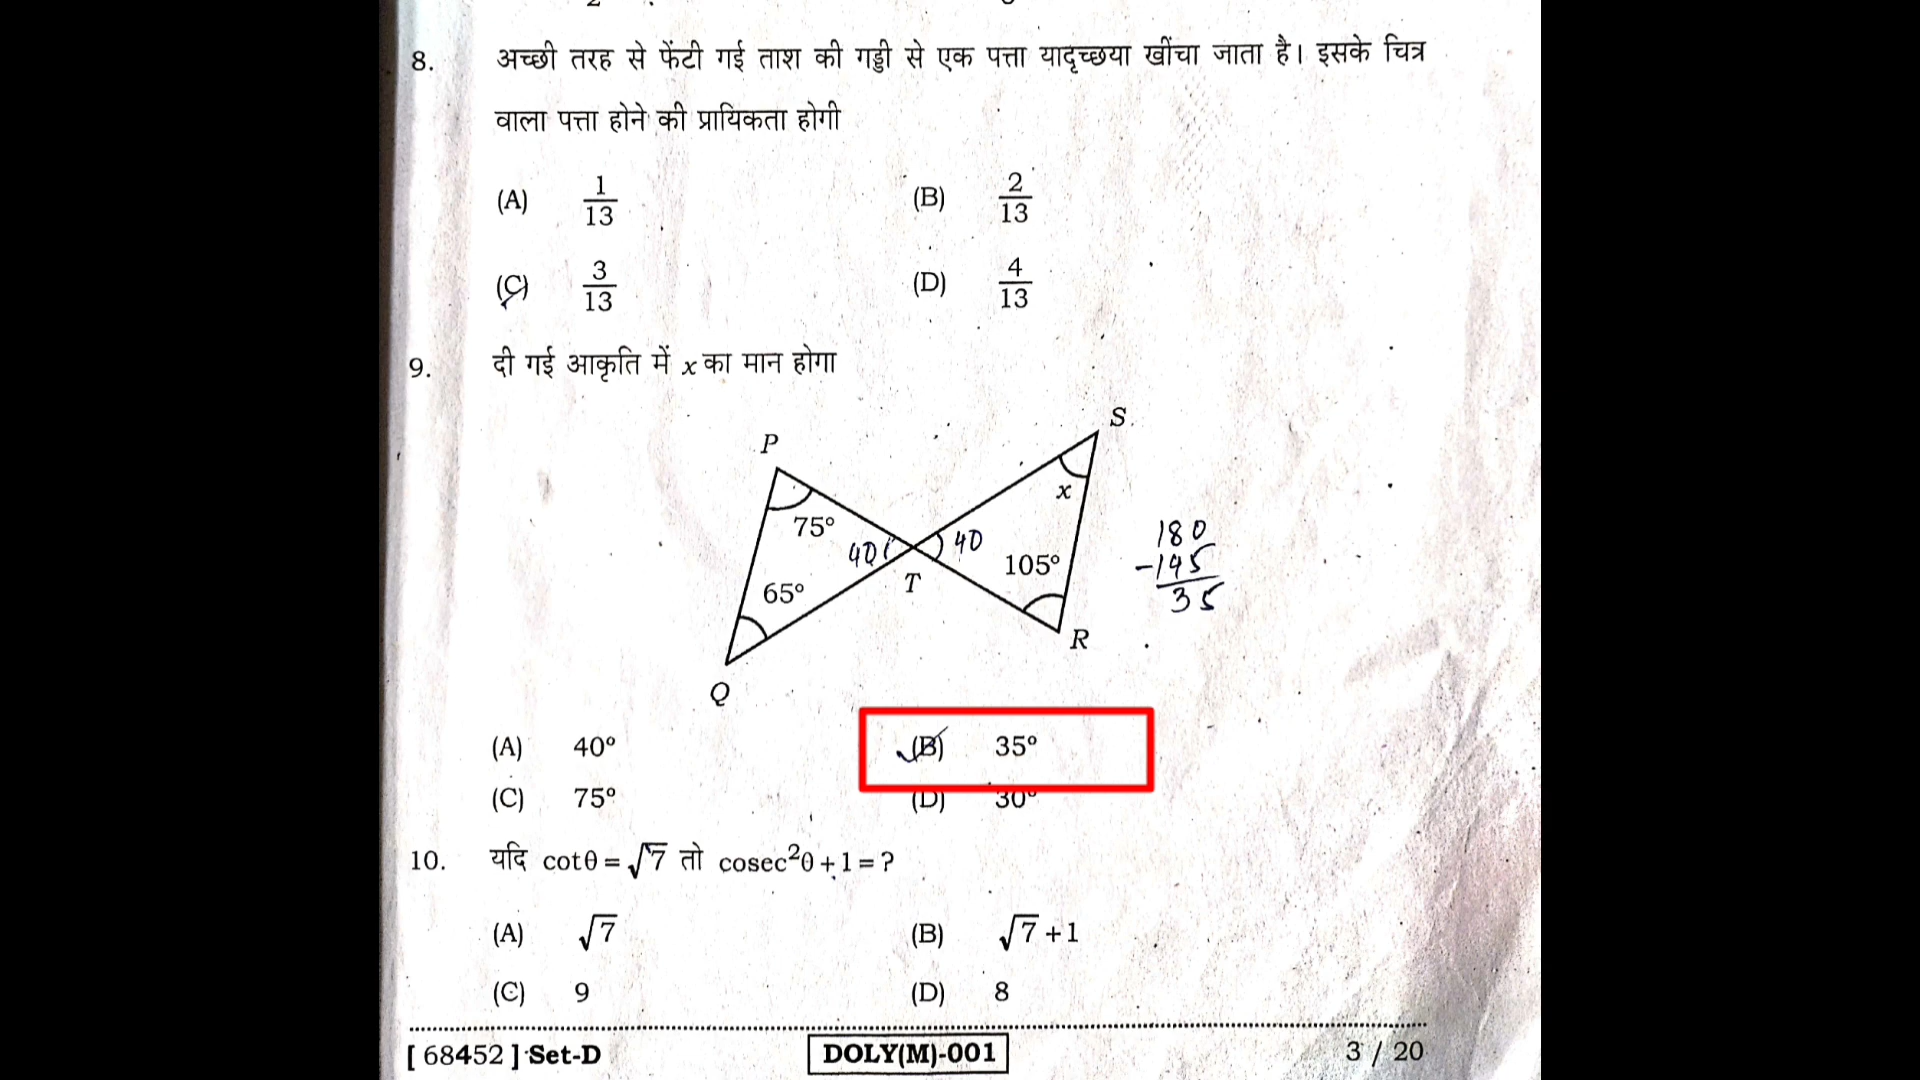 8. अच्छी तरह से फेंटी गई ताश की गड्डी से एक पत्ता यादृच्छया खींचा जाता है। इसके चित्र
वाला पत्ता होने की प्रायिकता होगी
(A) 1/13 (B) 2/13
(C) 3/13 (D) 4/13
9. दी गई आकृति में x का मान होगा
S
P
x
75°
180
40 40
-145
105°
T
65°
35
R
Q
(A) 40° (B) 35°
(C) 75° (D) 30°
10. यदि cotθ = √7 तो cosec²θ + 1 = ?
(A) √7 (B) √7 + 1
(C) 9 (D) 8
[ 68452 ] Set-D DOLY(M)-001 3 / 20